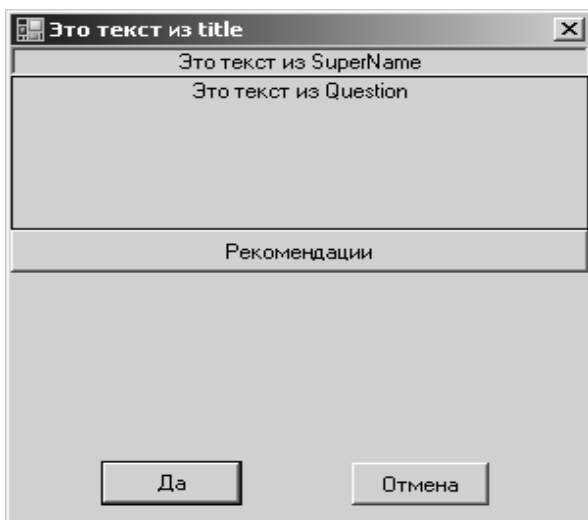 Это текст из title
Это текст из SuperName
Это текст из Question
Рекомендации
Да
Отмена